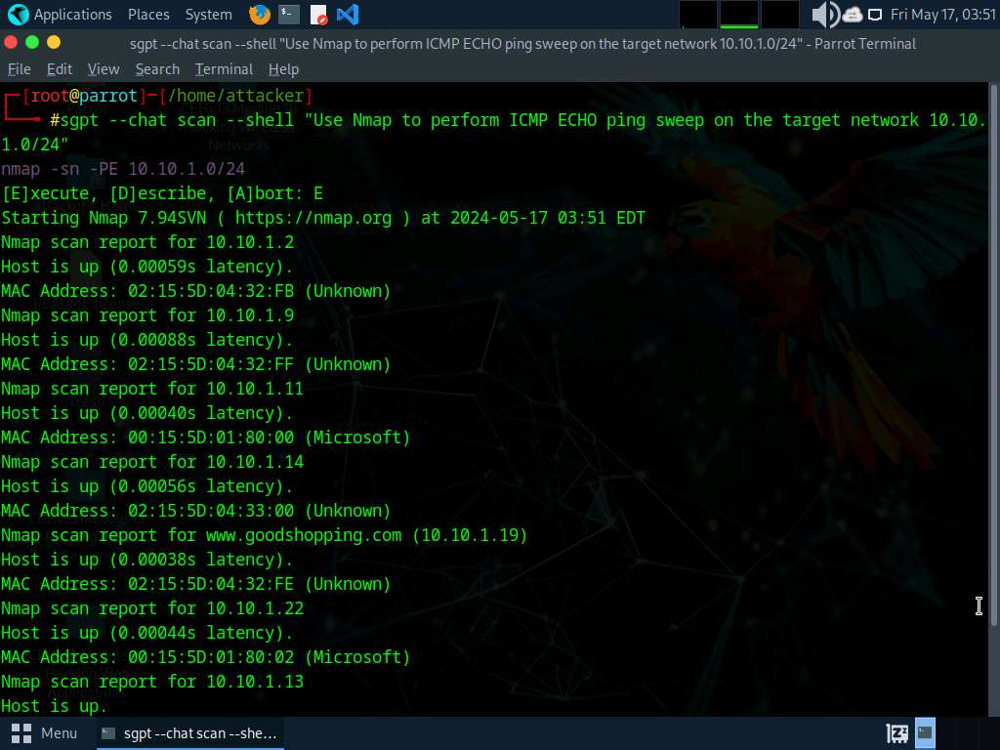 Applications Places System Fri May 17, 03:51
sgpt --chat scan --shell "Use Nmap to perform ICMP ECHO ping sweep on the target network 10.10.1.0/24" - Parrot Terminal
File Edit View Search Terminal Help
┌─[root@parrot]─[/home/attacker]
└──╼ #sgpt --chat scan --shell "Use Nmap to perform ICMP ECHO ping sweep on the target network 10.10.
1.0/24"
nmap -sn -PE 10.10.1.0/24
[E]xecute, [D]escribe, [A]bort: E
Starting Nmap 7.94SVN ( https://nmap.org ) at 2024-05-17 03:51 EDT
Nmap scan report for 10.10.1.2
Host is up (0.00059s latency).
MAC Address: 02:15:5D:04:32:FB (Unknown)
Nmap scan report for 10.10.1.9
Host is up (0.00088s latency).
MAC Address: 02:15:5D:04:32:FF (Unknown)
Nmap scan report for 10.10.1.11
Host is up (0.00040s latency).
MAC Address: 00:15:5D:01:80:00 (Microsoft)
Nmap scan report for 10.10.1.14
Host is up (0.00056s latency).
MAC Address: 02:15:5D:04:33:00 (Unknown)
Nmap scan report for www.goodshopping.com (10.10.1.19)
Host is up (0.00038s latency).
MAC Address: 02:15:5D:04:32:FE (Unknown)
Nmap scan report for 10.10.1.22
Host is up (0.00044s latency).
MAC Address: 00:15:5D:01:80:02 (Microsoft)
Nmap scan report for 10.10.1.13
Host is up.
Menu sgpt --chat scan --she...